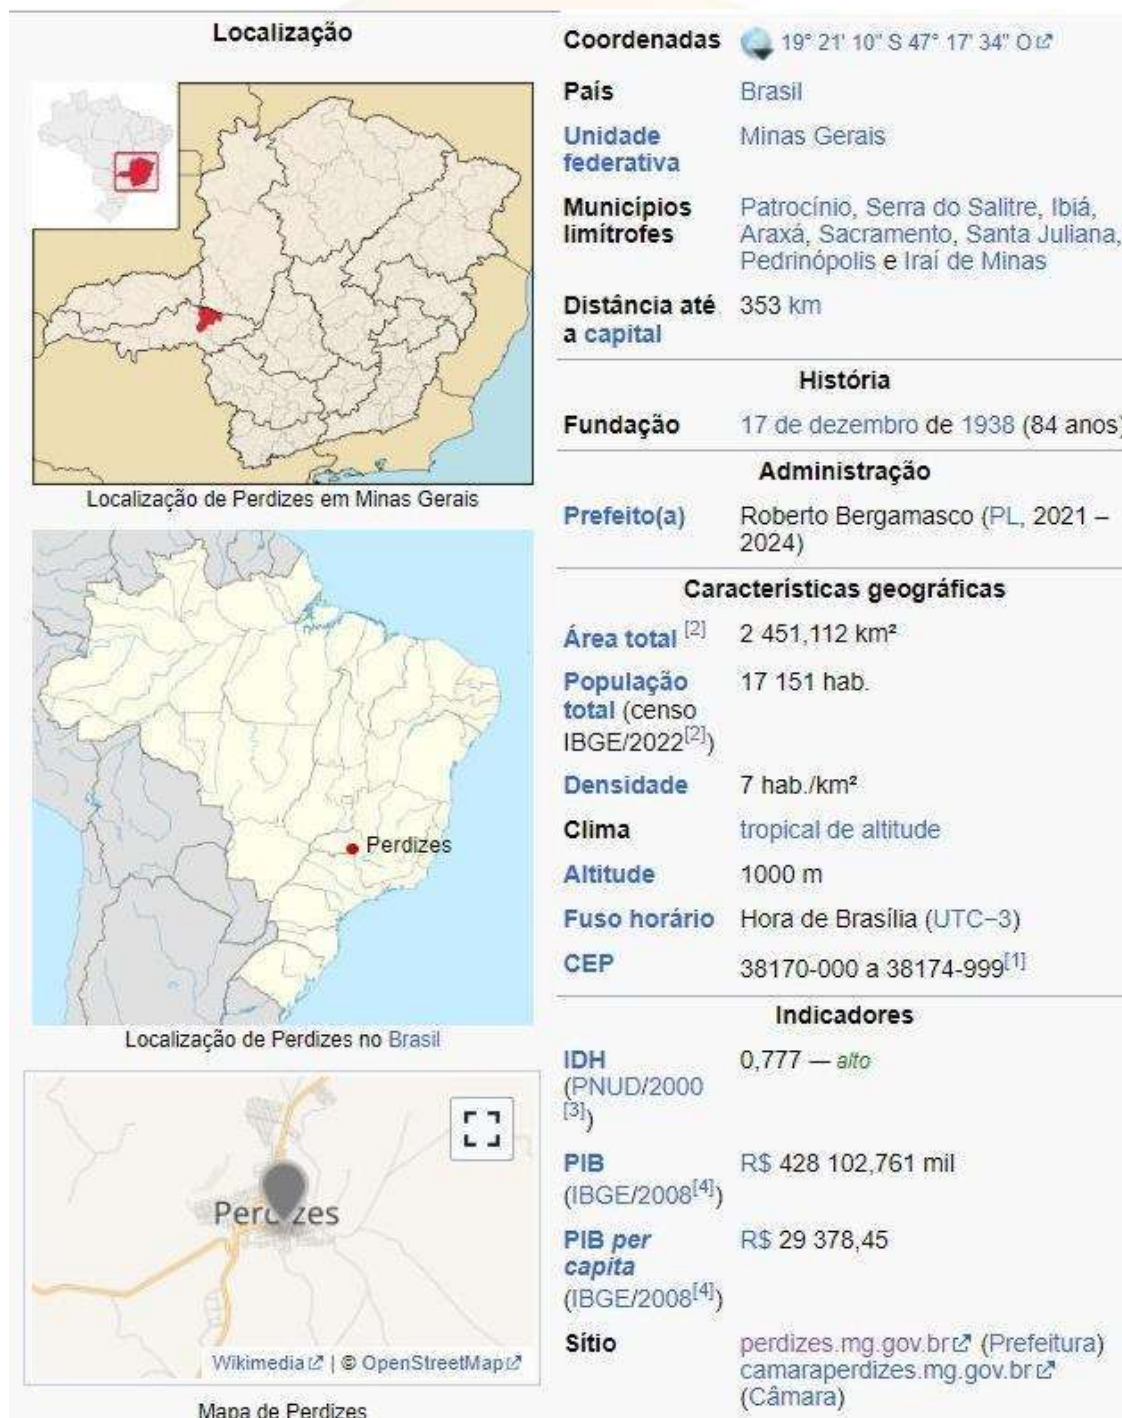 Localização
Localização de Perdizes em Minas Gerais
Perdizes
Localização de Perdizes no Brasil
Perdizes
Wikimedia | © OpenStreetMap
Mapa de Perdizes
Coordenadas 19° 21' 10" S 47° 17' 34" O
País Brasil
Unidade federativa Minas Gerais
Municípios limítrofes Patrocínio, Serra do Salitre, Ibiá,
Araxá, Sacramento, Santa Juliana,
Pedrinópolis e Iraí de Minas
Distância até a capital 353 km
História
Fundação 17 de dezembro de 1938 (84 anos)
Administração
Prefeito(a) Roberto Bergamasco (PL, 2021 –
2024)
Características geográficas
Área total [2] 2 451,112 km²
População total (censo IBGE/2022[2]) 17 151 hab.
Densidade 7 hab./km²
Clima tropical de altitude
Altitude 1000 m
Fuso horário Hora de Brasília (UTC−3)
CEP 38170-000 a 38174-999[1]
Indicadores
IDH (PNUD/2000 [3]) 0,777 — alto
PIB (IBGE/2008[4]) R$ 428 102,761 mil
PIB per capita (IBGE/2008[4]) R$ 29 378,45
Sítio perdizes.mg.gov.br (Prefeitura)
camaraperdizes.mg.gov.br
(Câmara)